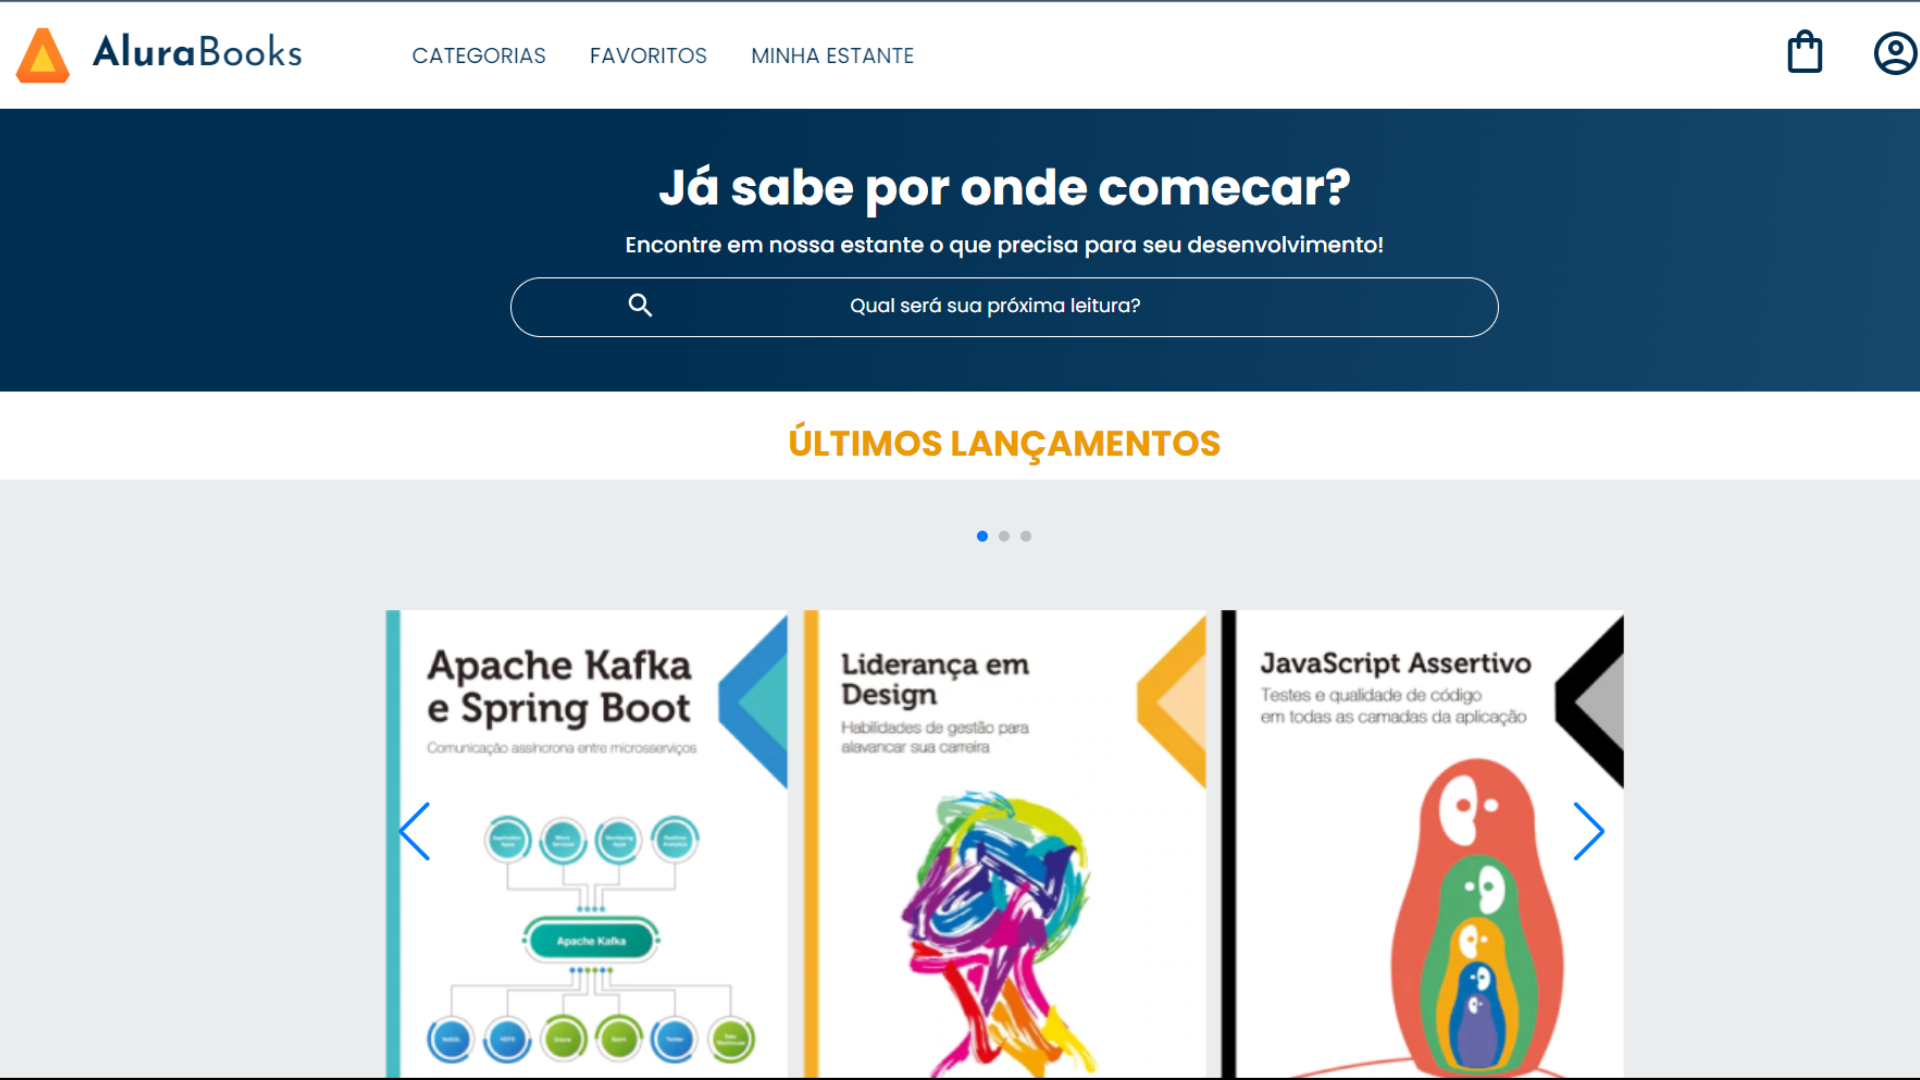 AluraBooks
CATEGORIAS FAVORITOS MINHA ESTANTE
Já sabe por onde comecar?
Encontre em nossa estante o que precisa para seu desenvolvimento!
Qual será sua próxima leitura?
ÚLTIMOS LANÇAMENTOS
Apache Kafka
e Spring Boot
Comunicação assíncrona entre microsserviços
Apache Kafka
Liderança em
Design
Habilidades de gestão para
alavancar sua carreira
JavaScript Assertivo
Testes e qualidade de código
em todas as camadas da aplicação